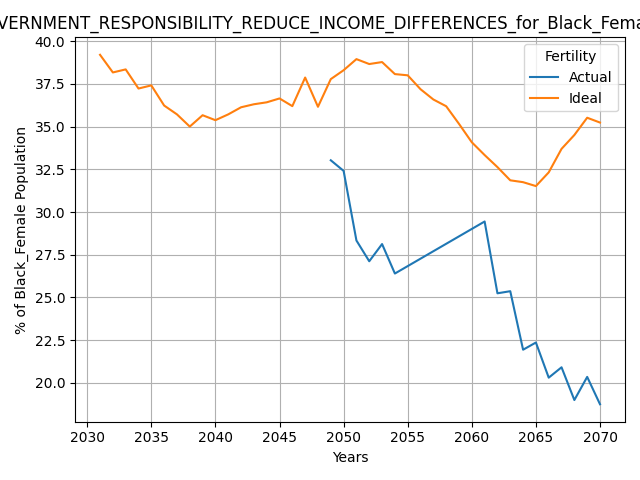 VERNMENT_RESPONSIBILITY_REDUCE_INCOME_DIFFERENCES_for_Black_Fema
40.0
37.5
35.0
32.5
30.0
27.5
25.0
22.5
20.0
% of Black_Female Population
Fertility
Actual
Ideal
2030 2035 2040 2045 2050 2055 2060 2065 2070
Years